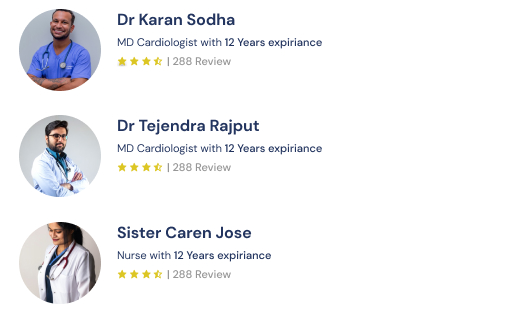 Dr Karan Sodha
MD Cardiologist with 12 Years expiriance
| 288 Review
Dr Tejendra Rajput
MD Cardiologist with 12 Years expiriance
| 288 Review
Sister Caren Jose
Nurse with 12 Years expiriance
| 288 Review